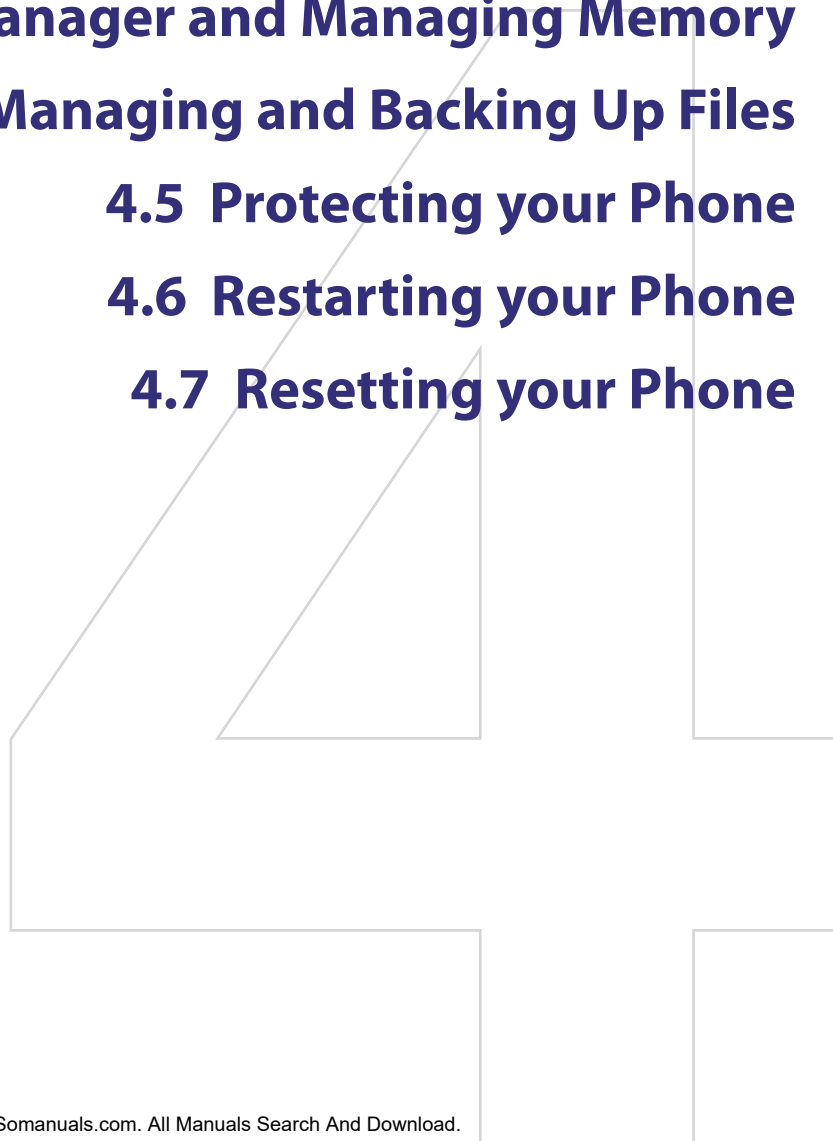 and Managing Memory
Managing and Backing Up Files
4.5 Protecting your Phone
4.6 Restarting your Phone
4.7 Resetting your Phone
4
Somanuals.com. All Manuals Search And Download.